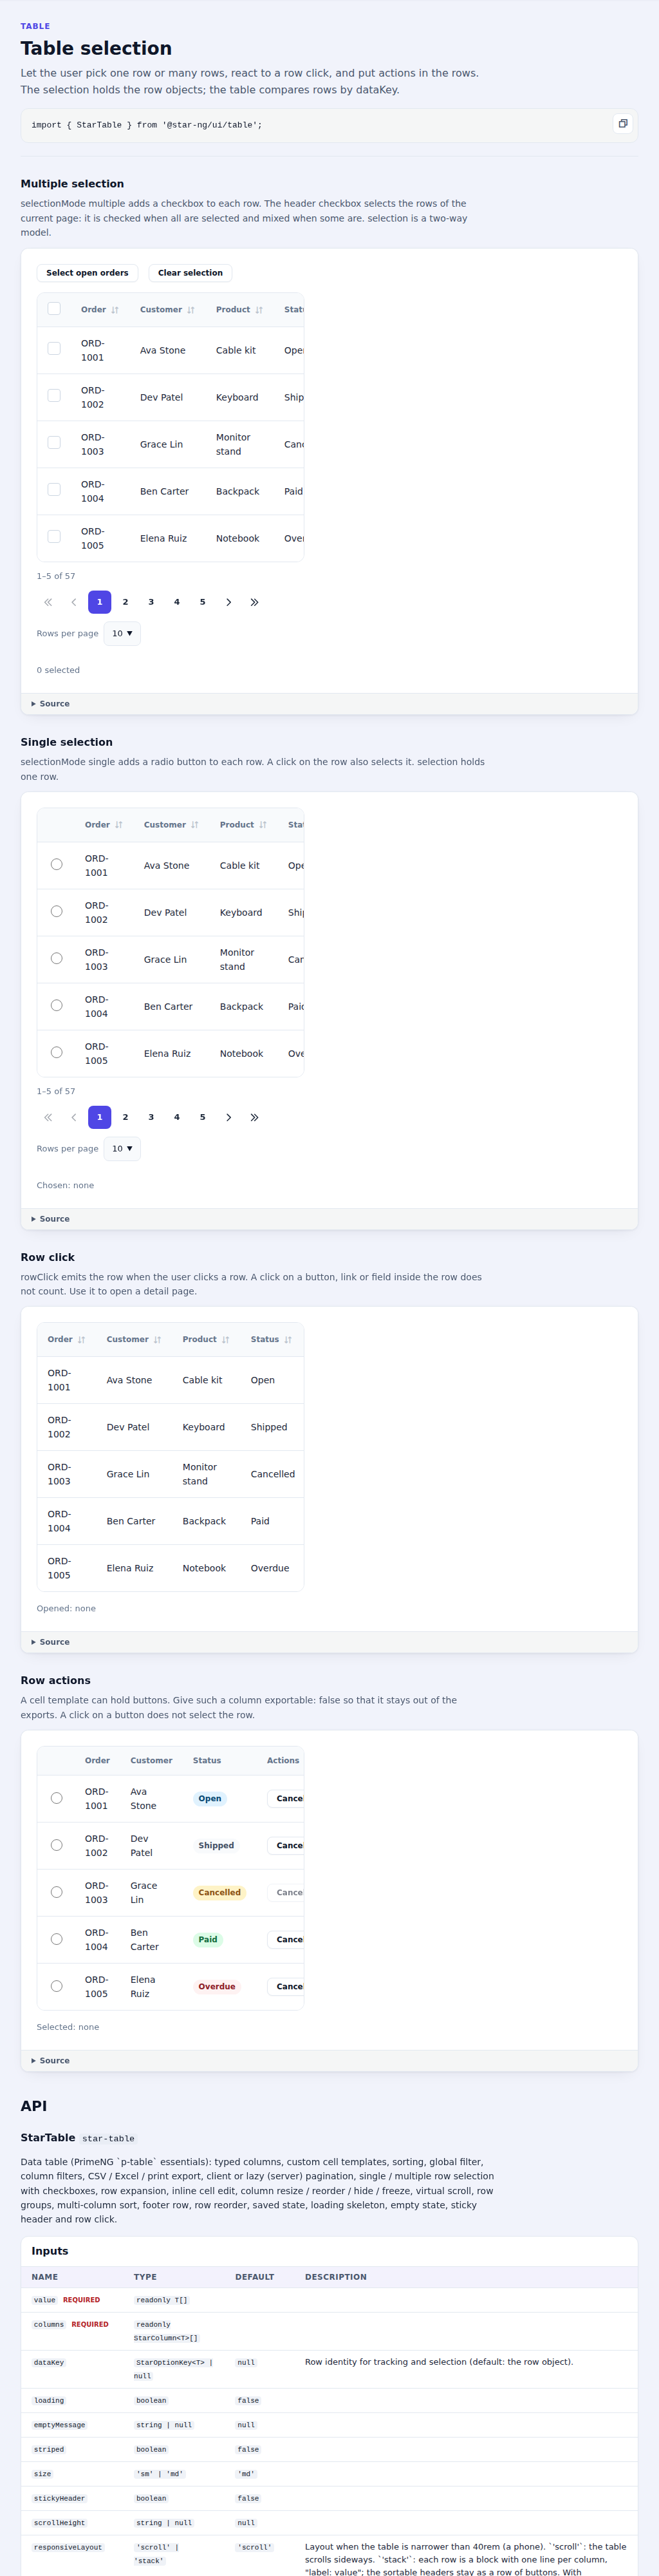 TABLE
Table selection
Let the user pick one row or many rows, react to a row click, and put actions in the rows.
The selection holds the row objects; the table compares rows by dataKey.
import { StarTable } from '@star-ng/ui/table';
Multiple selection
selectionMode multiple adds a checkbox to each row. The header checkbox selects the rows of the
current page: it is checked when all are selected and mixed when some are. selection is a two-way
model.
Select open orders Clear selection
Order Customer Product Statu
ORD-
1001 Ava Stone Cable kit Open
ORD-
1002 Dev Patel Keyboard Ship
ORD-
1003 Grace Lin Monitor
stand Canc
ORD-
1004 Ben Carter Backpack Paid
ORD-
1005 Elena Ruiz Notebook Over
1–5 of 57
1 2 3 4 5
Rows per page 10
0 selected
Source
Single selection
selectionMode single adds a radio button to each row. A click on the row also selects it. selection holds
one row.
Order Customer Product Stat
ORD-
1001 Ava Stone Cable kit Ope
ORD-
1002 Dev Patel Keyboard Ship
ORD-
1003 Grace Lin Monitor
stand Can
ORD-
1004 Ben Carter Backpack Paid
ORD-
1005 Elena Ruiz Notebook Ove
1–5 of 57
1 2 3 4 5
Rows per page 10
Chosen: none
Source
Row click
rowClick emits the row when the user clicks a row. A click on a button, link or field inside the row does
not count. Use it to open a detail page.
Order Customer Product Status
ORD-
1001 Ava Stone Cable kit Open
ORD-
1002 Dev Patel Keyboard Shipped
ORD-
1003 Grace Lin Monitor
stand Cancelled
ORD-
1004 Ben Carter Backpack Paid
ORD-
1005 Elena Ruiz Notebook Overdue
Opened: none
Source
Row actions
A cell template can hold buttons. Give such a column exportable: false so that it stays out of the
exports. A click on a button does not select the row.
Order Customer Status Actions
ORD-
1001 Ava
Stone Open Cancel
ORD-
1002 Dev
Patel Shipped Cancel
ORD-
1003 Grace
Lin Cancelled Cancel
ORD-
1004 Ben
Carter Paid Cancel
ORD-
1005 Elena
Ruiz Overdue Cancel
Selected: none
Source
API
StarTable star-table
Data table (PrimeNG `p-table` essentials): typed columns, custom cell templates, sorting, global filter,
column filters, CSV / Excel / print export, client or lazy (server) pagination, single / multiple row selection
with checkboxes, row expansion, inline cell edit, column resize / reorder / hide / freeze, virtual scroll, row
groups, multi-column sort, footer row, row reorder, saved state, loading skeleton, empty state, sticky
header and row click.
Inputs
NAME TYPE DEFAULT DESCRIPTION
value REQUIRED readonly T[]
columns REQUIRED readonly
StarColumn<T>[]
dataKey StarOptionKey<T> |
null null Row identity for tracking and selection (default: the row object).
loading boolean false
emptyMessage string | null null
striped boolean false
size 'sm' | 'md' 'md'
stickyHeader boolean false
scrollHeight string | null null
responsiveLayout 'scroll' |
'stack' 'scroll' Layout when the table is narrower than 40rem (a phone). `'scroll'`: the table
scrolls sideways. `'stack'`: each row is a block with one line per column,
"label: value"; the sortable headers stay as a row of buttons. With